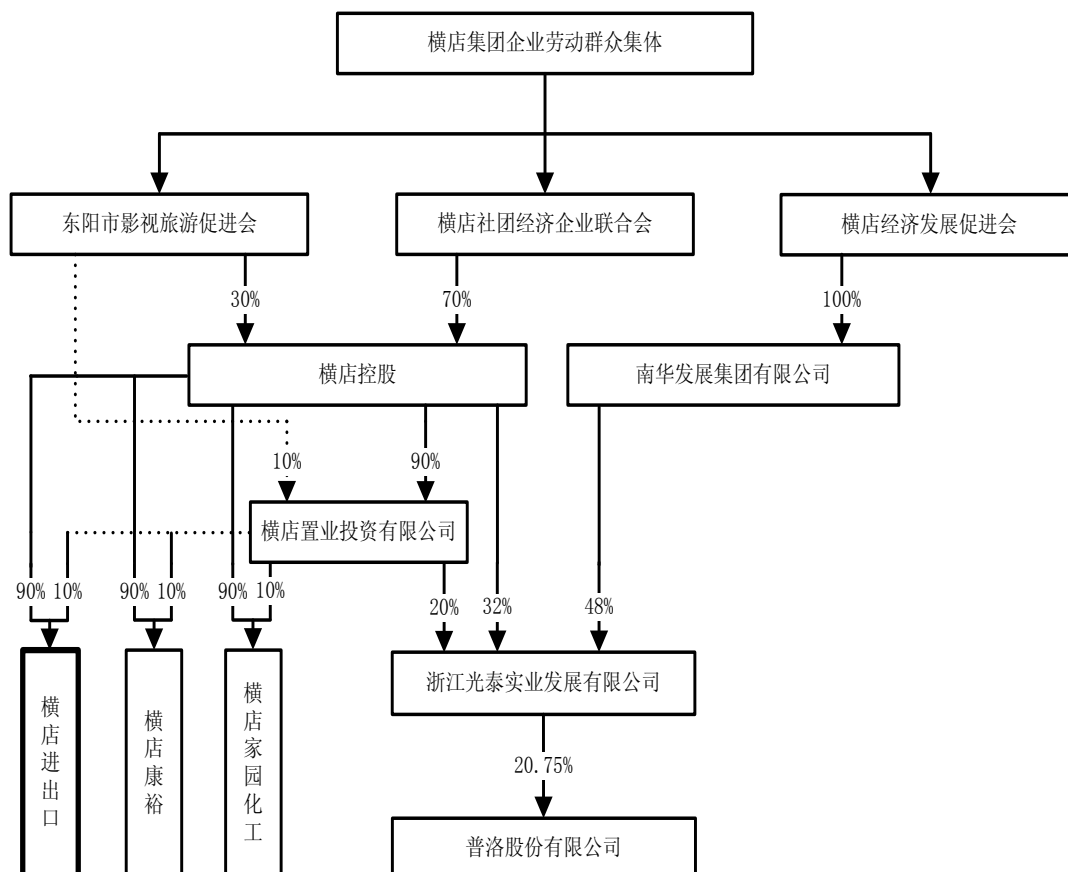 横店集团企业劳动群众集体
东阳市影视旅游促进会
横店社团经济企业联合会
横店经济发展促进会
30%
70%
100%
横店控股
南华发展集团有限公司
10%
90%
横店置业投资有限公司
90%
10%
90%
10%
90%
10%
20%
32%
48%
横店进出口
横店康裕
横店家园化工
浙江光泰实业发展有限公司
20.75%
普洛股份有限公司